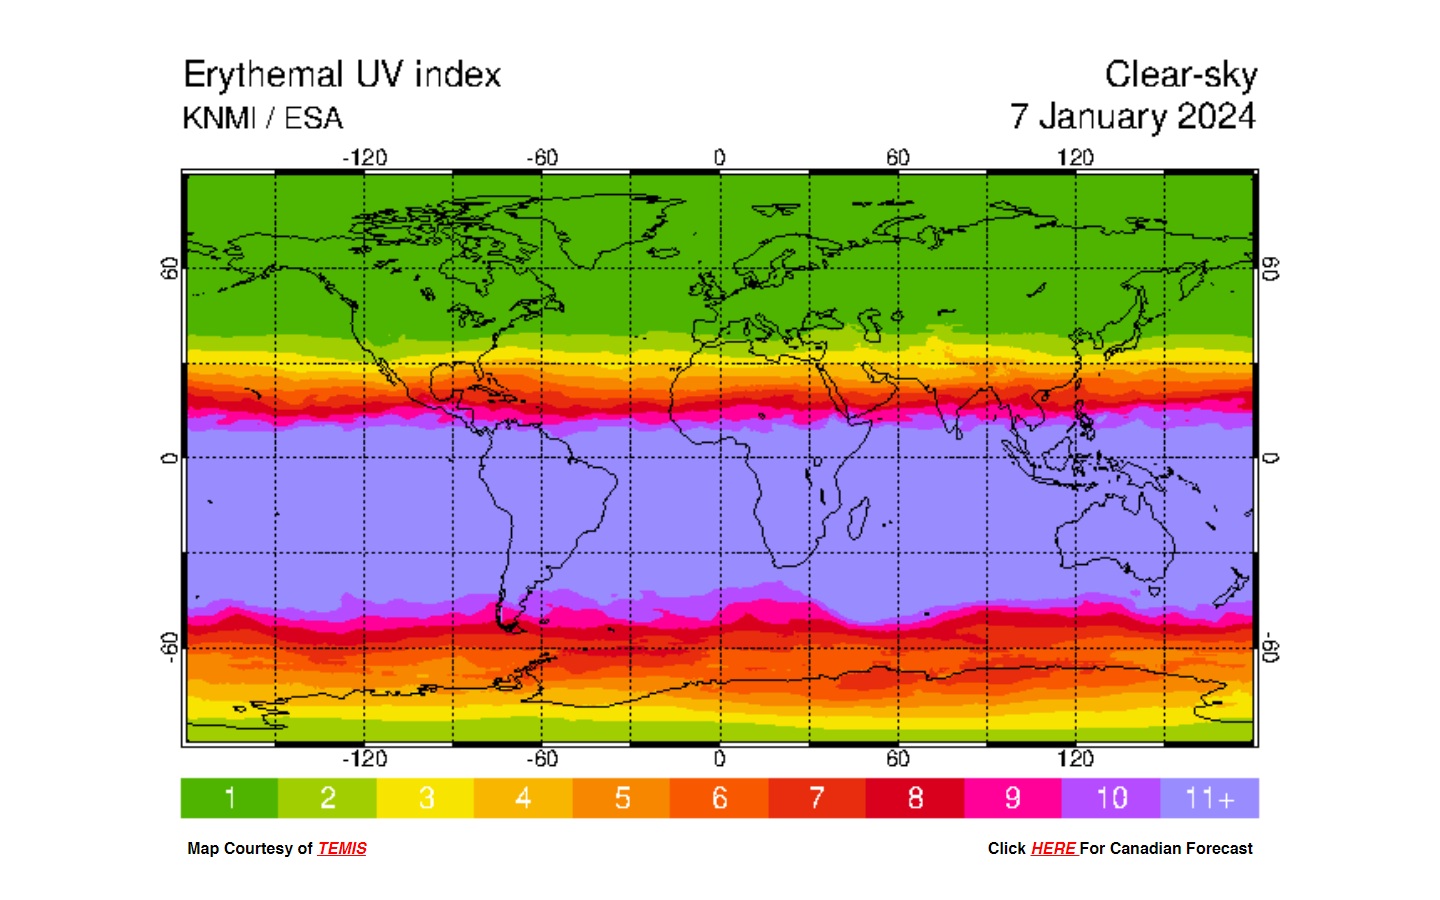 Erythemal UV index
Clear-sky
KNMI / ESA
7 January 2024
-120 -60 0 60 120
60 60
0 0
-60 -60
-120 -60 0 60 120
1 2 3 4 5 6 7 8 9 10 11+
Map Courtesy of TEMIS
Click HERE For Canadian Forecast